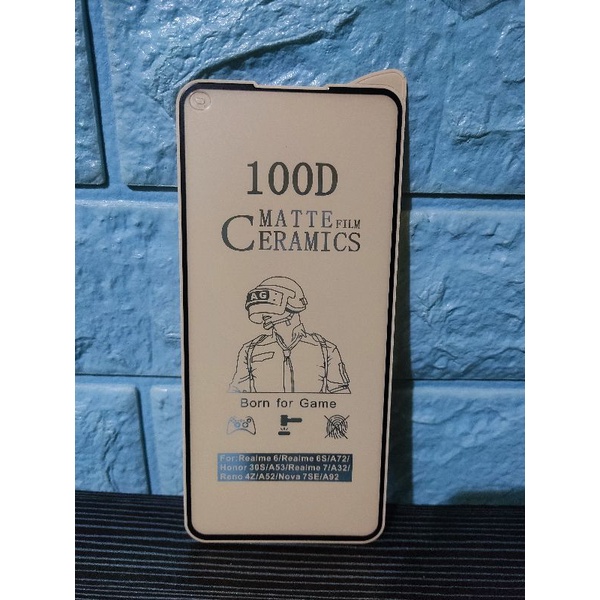 100D
MATTE FILM
CERAMICS
AG
Born for Game
For:Realme 6/Realme 6S/A72/
Honor 30S/A53/Realme 7/A32/
Reno 4Z/A52/Nova 7SE/A92